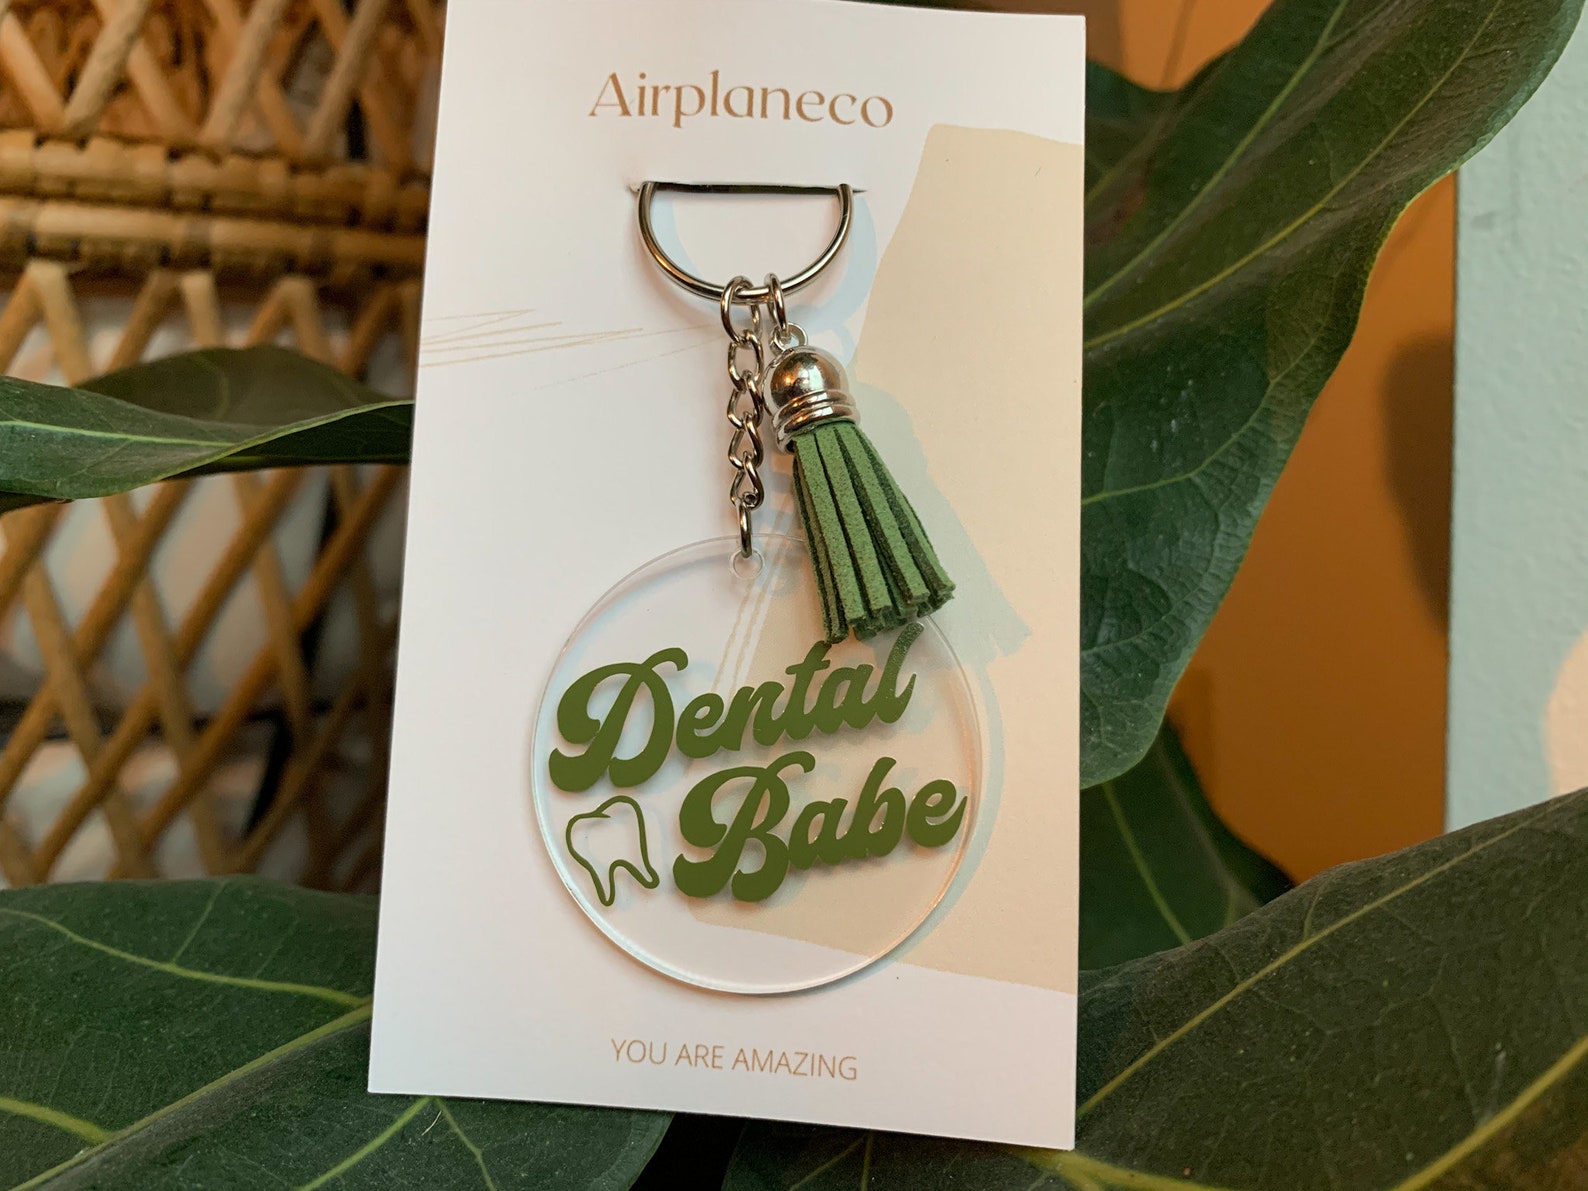 Airplaneco
Dental
Babe
YOU ARE AMAZING